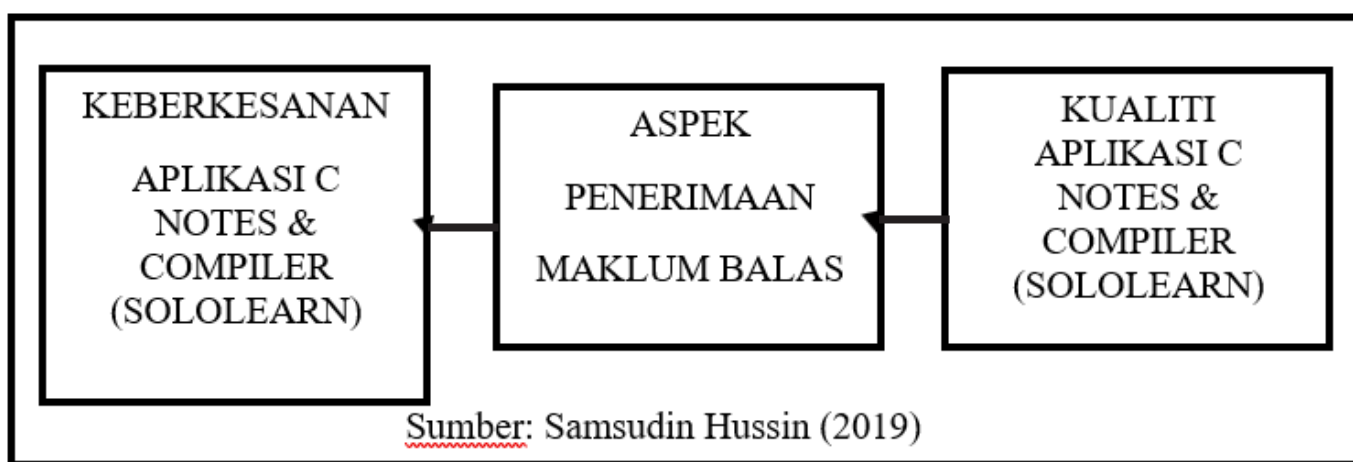 KEBERKESANAN
APLIKASI C
NOTES &
COMPILER
(SOLOLEARN)
ASPEK
PENERIMAAN
MAKLUM BALAS
KUALITI
APLIKASI C
NOTES &
COMPILER
(SOLOLEARN)
Sumber: Samsudin Hussin (2019)